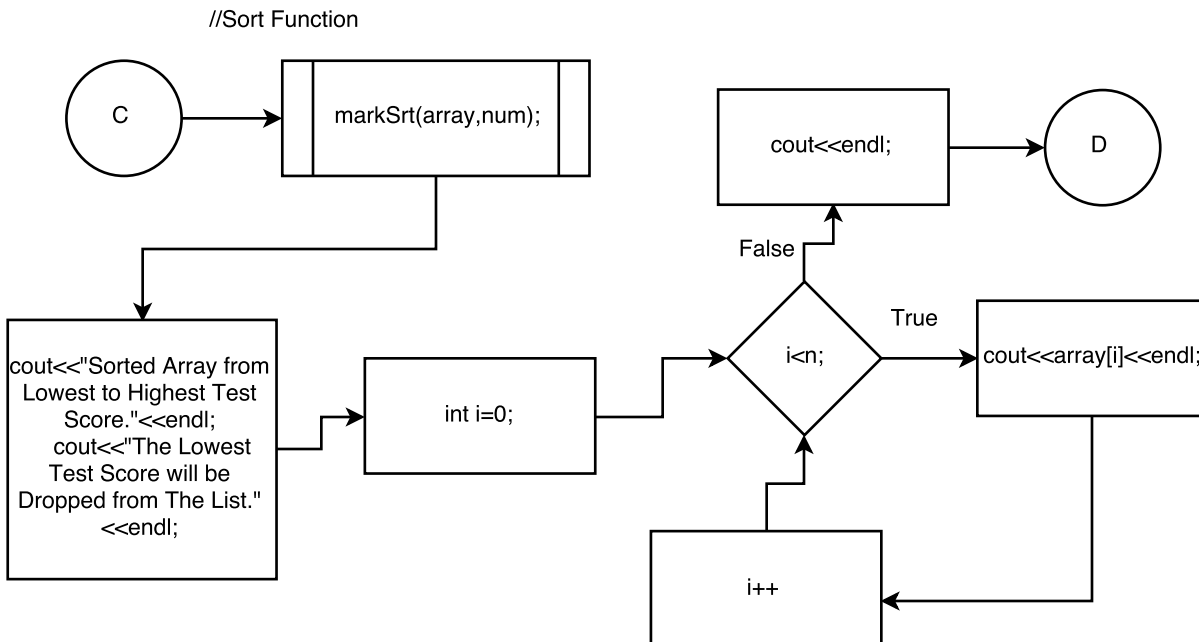 //Sort Function
C
markSrt(array,num);
cout<<"Sorted Array from
Lowest to Highest Test
Score."<<endl;
cout<<"The Lowest
Test Score will be
Dropped from The List."
<<endl;
int i=0;
i<n;
False
cout<<endl;
D
True
cout<<array[i]<<endl;
i++